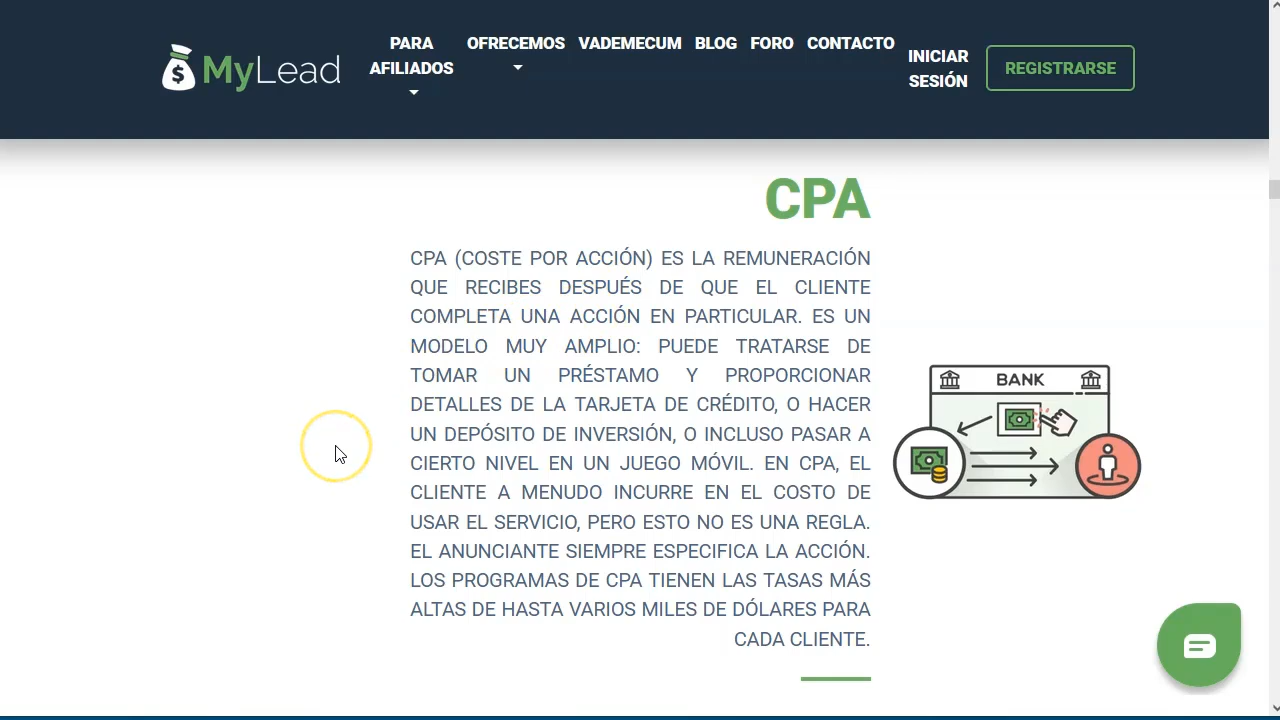 PARA
AFILIADOS
OFRECEMOS
VADEMECUM
BLOG
FORO
CONTACTO
INICIAR
SESIÓN
REGISTRARSE
MyLead
CPA
CPA (COSTE POR ACCIÓN) ES LA REMUNERACIÓN
QUE RECIBES DESPUÉS DE QUE EL CLIENTE
COMPLETA UNA ACCIÓN EN PARTICULAR. ES UN
MODELO MUY AMPLIO: PUEDE TRATARSE DE
TOMAR UN PRÉSTAMO Y PROPORCIONAR
DETALLES DE LA TARJETA DE CRÉDITO, O HACER
UN DEPÓSITO DE INVERSIÓN, O INCLUSO PASAR A
CIERTO NIVEL EN UN JUEGO MÓVIL. EN CPA, EL
CLIENTE A MENUDO INCURRE EN EL COSTO DE
USAR EL SERVICIO, PERO ESTO NO ES UNA REGLA.
EL ANUNCIANTE SIEMPRE ESPECIFICA LA ACCIÓN.
LOS PROGRAMAS DE CPA TIENEN LAS TASAS MÁS
ALTAS DE HASTA VARIOS MILES DE DÓLARES PARA
CADA CLIENTE.
BANK